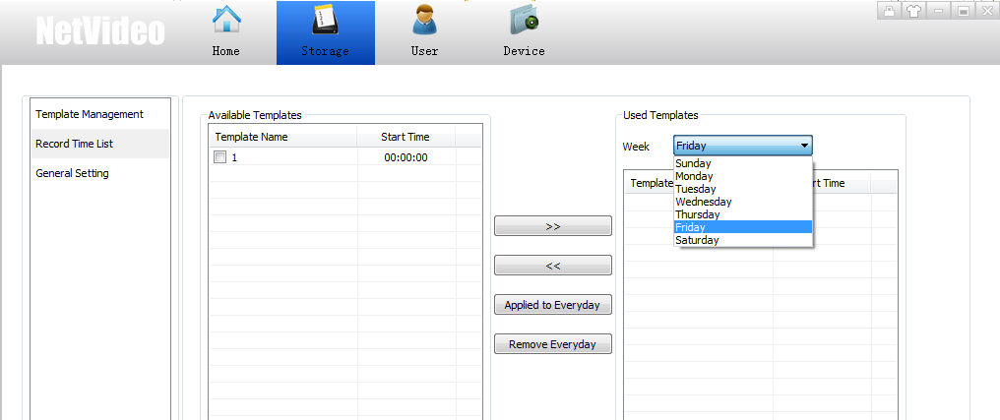 NetVideo
Home
Storage
User
Device
Template Management
Record Time List
General Setting
Available Templates
Template Name Start Time
1 00:00:00
>>
<<
Applied to Everyday
Remove Everyday
Used Templates
Week Friday
Sunday
Monday
Tuesday
Wednesday
Thursday
Friday
Saturday
Template Time